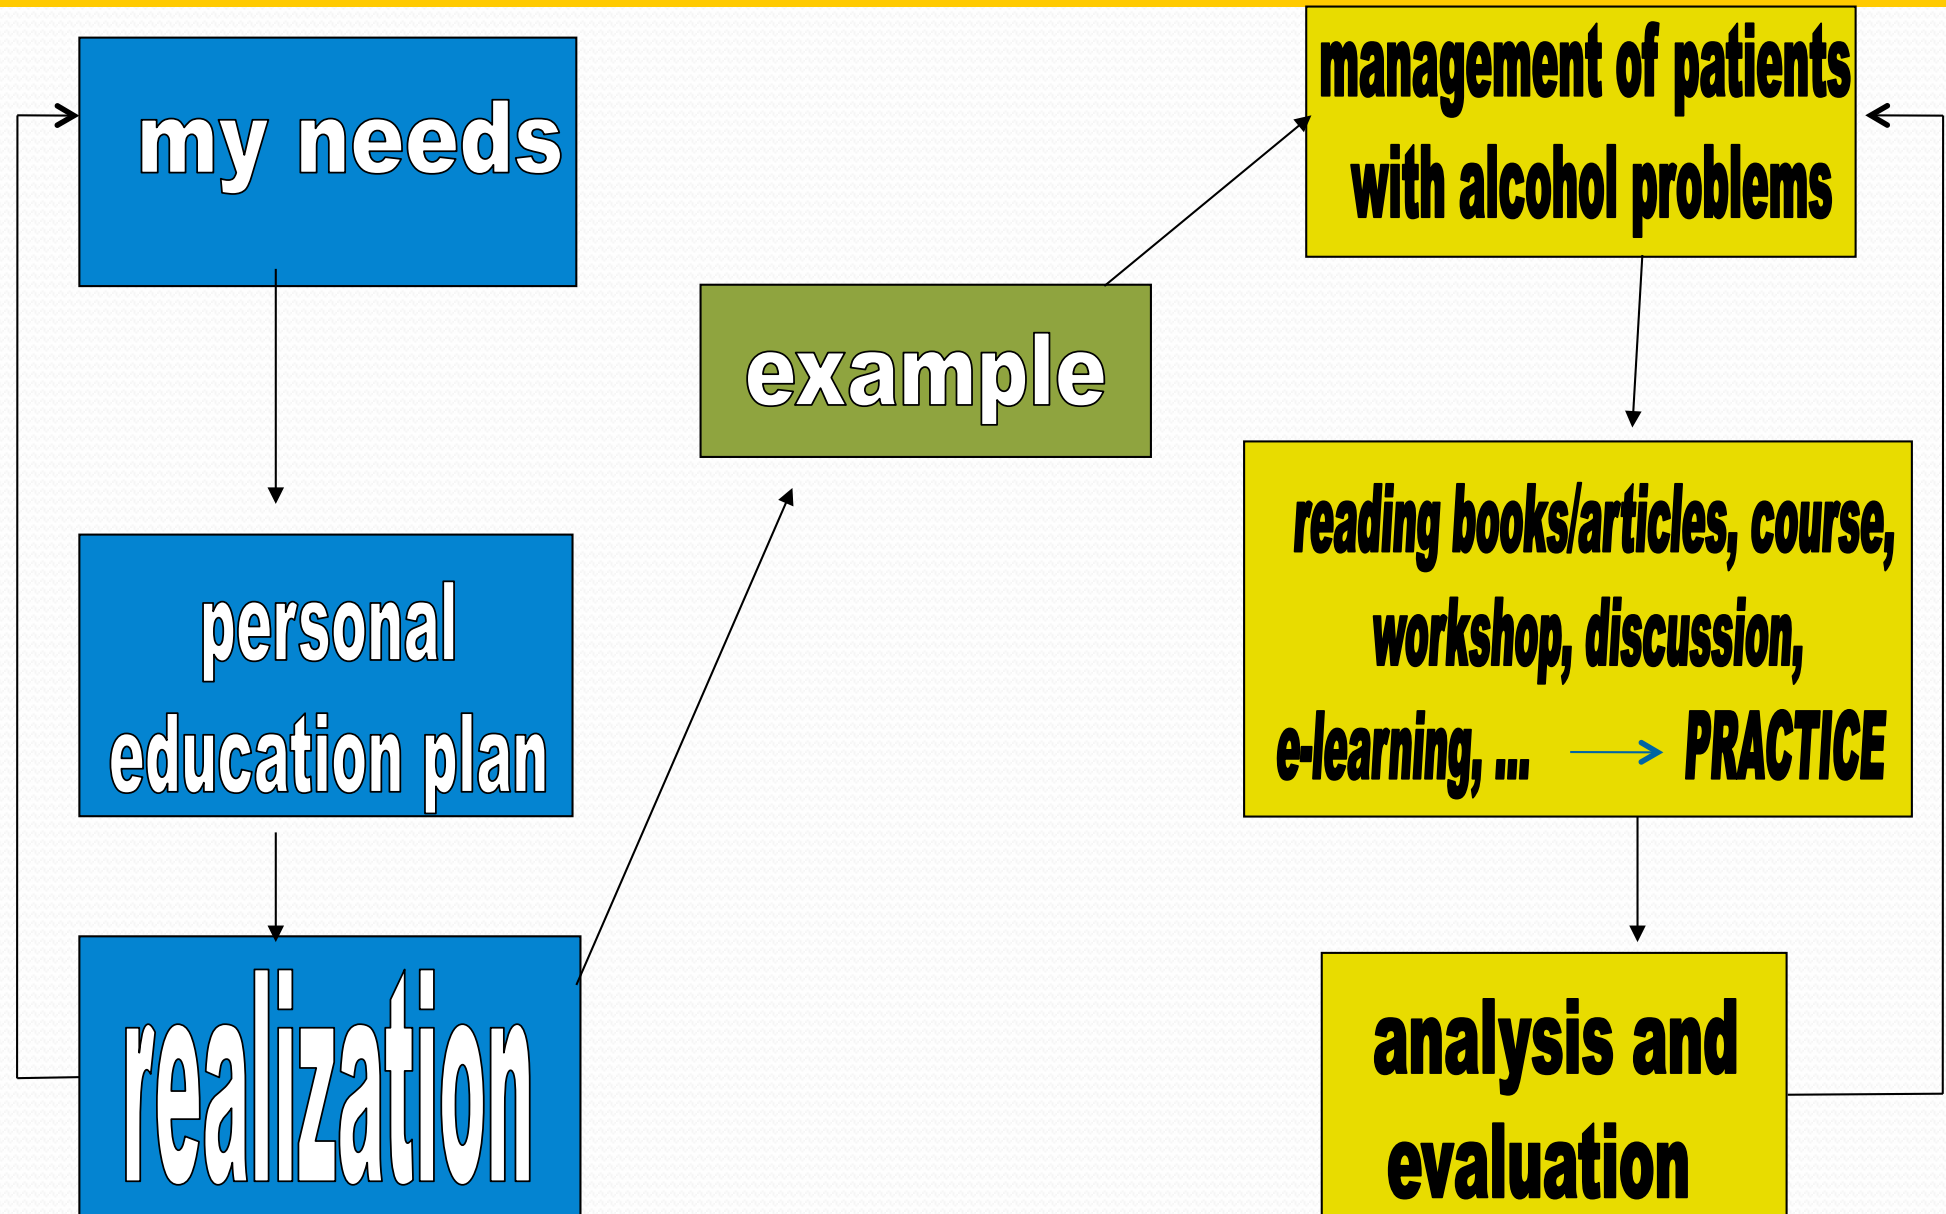 my needs
personal
education plan
realization
example
management of patients
with alcohol problems
reading books/articles, course,
workshop, discussion,
e-learning, ... PRACTICE
analysis and
evaluation